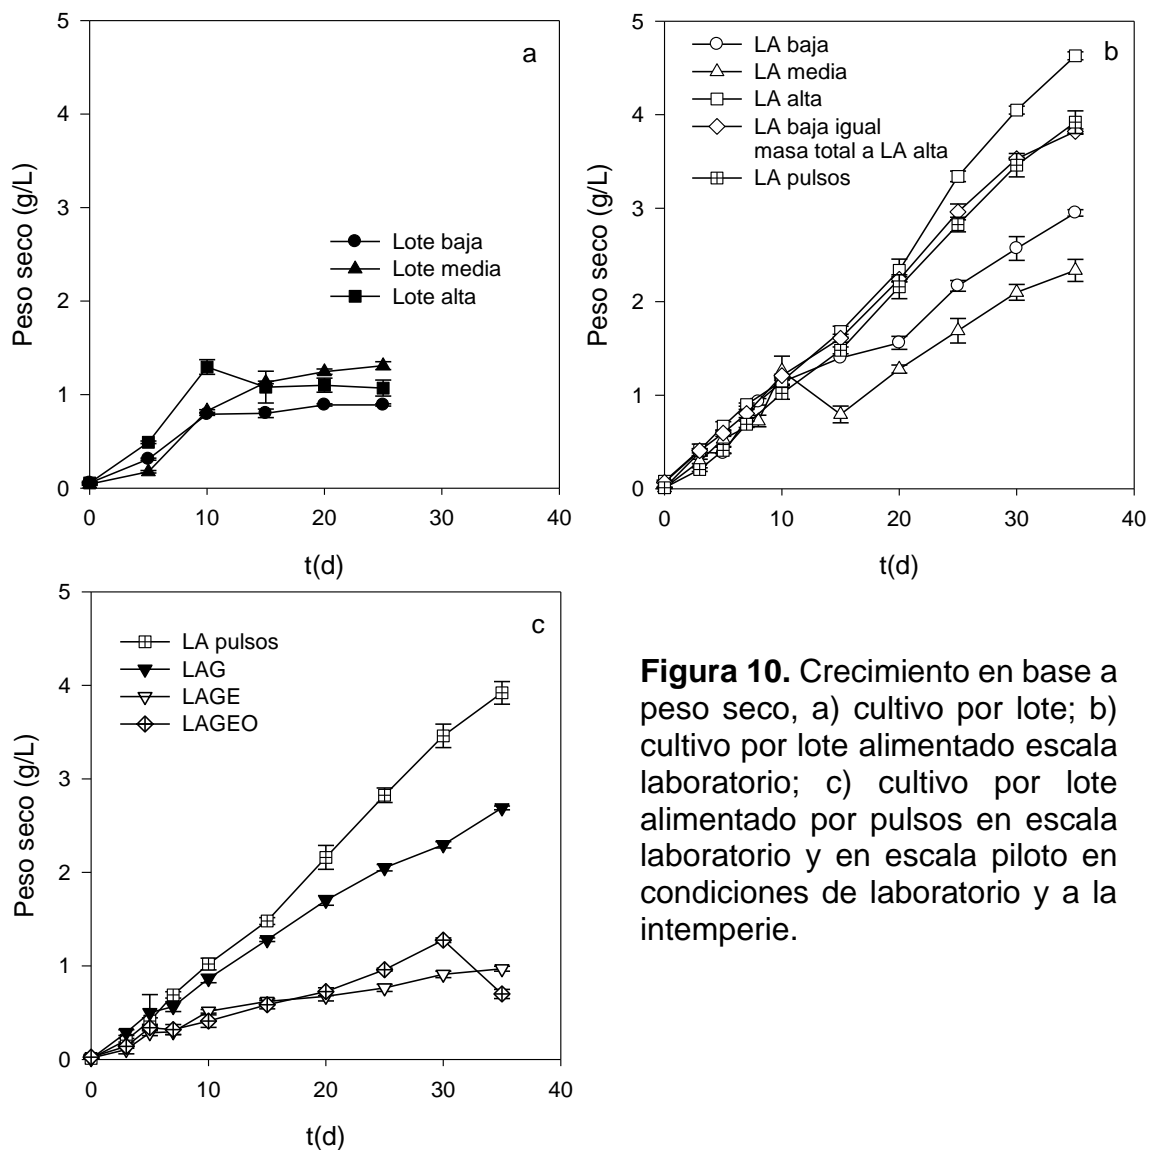 5
4
3
2
1
0
Peso seco (g/L)
a
Lote baja
Lote media
Lote alta
0 10 20 30 40
t(d)
5
4
3
2
1
0
Peso seco (g/L)
b
LA baja
LA media
LA alta
LA baja igual
masa total a LA alta
LA pulsos
0 10 20 30 40
t(d)
5
4
3
2
1
0
Peso seco (g/L)
c
LA pulsos
LAG
LAGE
LAGEO
0 10 20 30 40
t(d)
Figura 10. Crecimiento en base a
peso seco, a) cultivo por lote; b)
cultivo por lote alimentado escala
laboratorio; c) cultivo por lote
alimentado por pulsos en escala
laboratorio y en escala piloto en
condiciones de laboratorio y a la
intemperie.